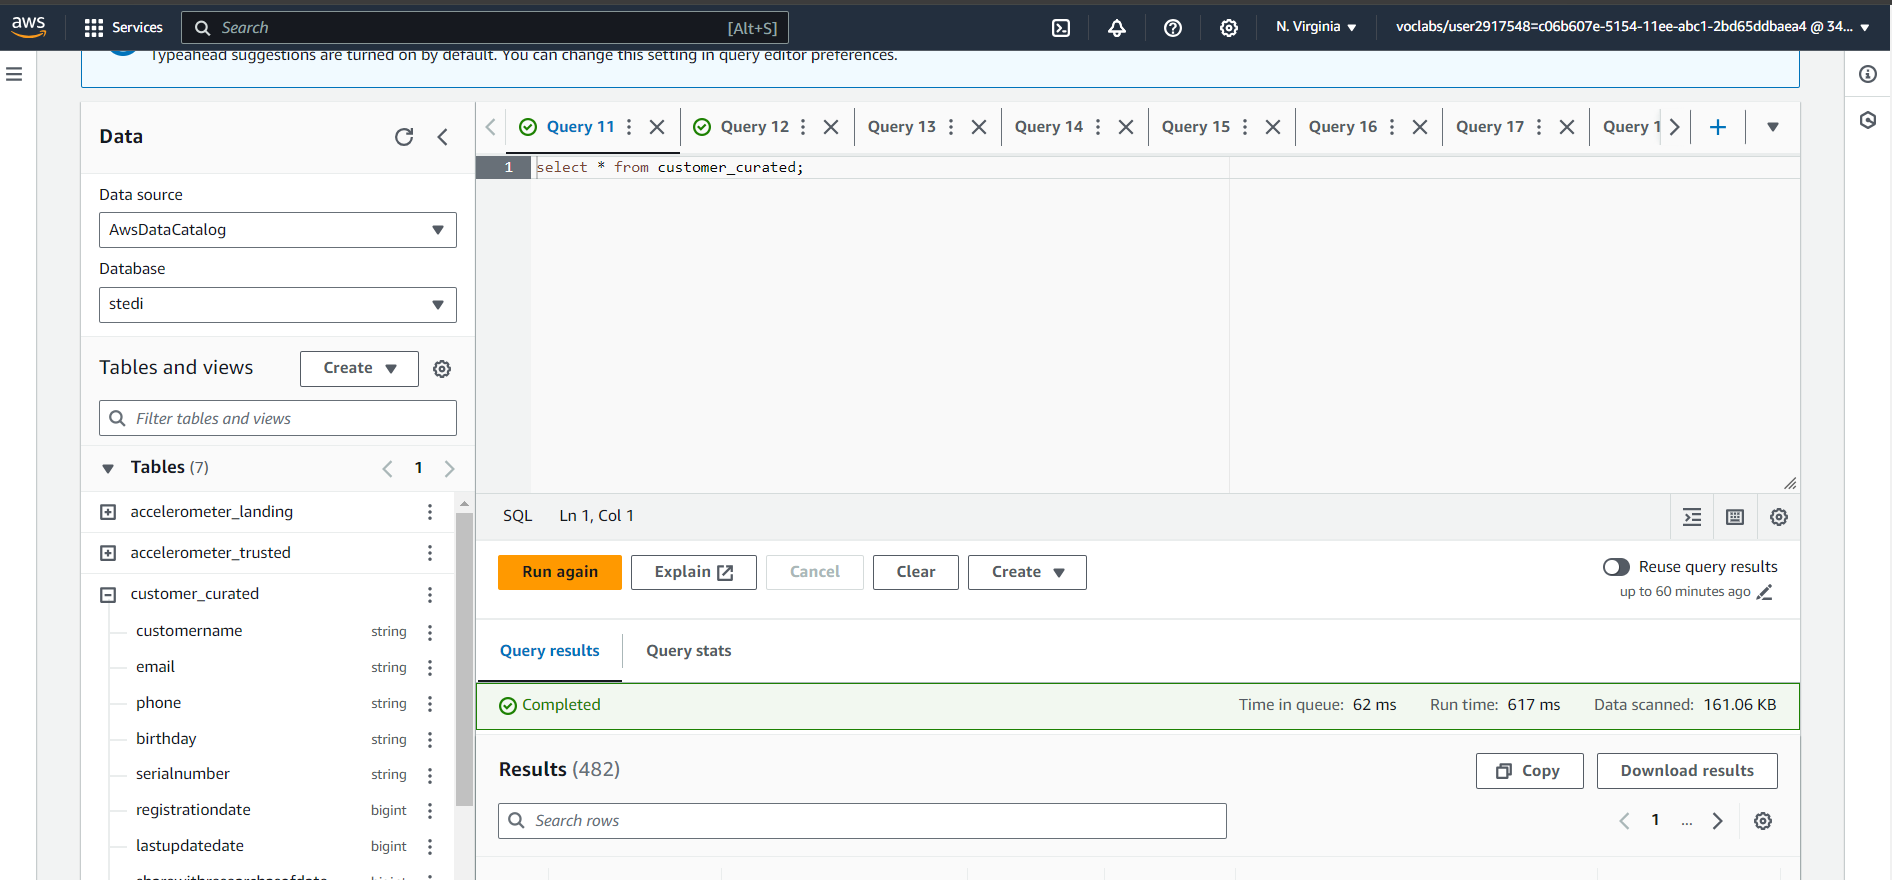 aws
Services
Search
[Alt+S]
N. Virginia
voclabs/user2917548=c06b607e-5154-11ee-abc1-2bd65ddbaea4 @ 34...
Typeahead suggestions are turned on by default. You can change this setting in query editor preferences.
Data
Data source
AwsDataCatalog
Database
stedi
Tables and views
Create
Filter tables and views
Tables (7)
1
accelerometer_landing
accelerometer_trusted
customer_curated
customername string
email string
phone string
birthday string
serialnumber string
registrationdate bigint
lastupdatedate bigint
sharewithresearchasofdate bigint
Query 11
Query 12
Query 13
Query 14
Query 15
Query 16
Query 17
Query 1
1 select * from customer_curated;
SQL Ln 1, Col 1
Run again
Explain
Cancel
Clear
Create
Reuse query results
up to 60 minutes ago
Query results
Query stats
Completed
Time in queue: 62 ms
Run time: 617 ms
Data scanned: 161.06 KB
Results (482)
Copy
Download results
Search rows
1 ...